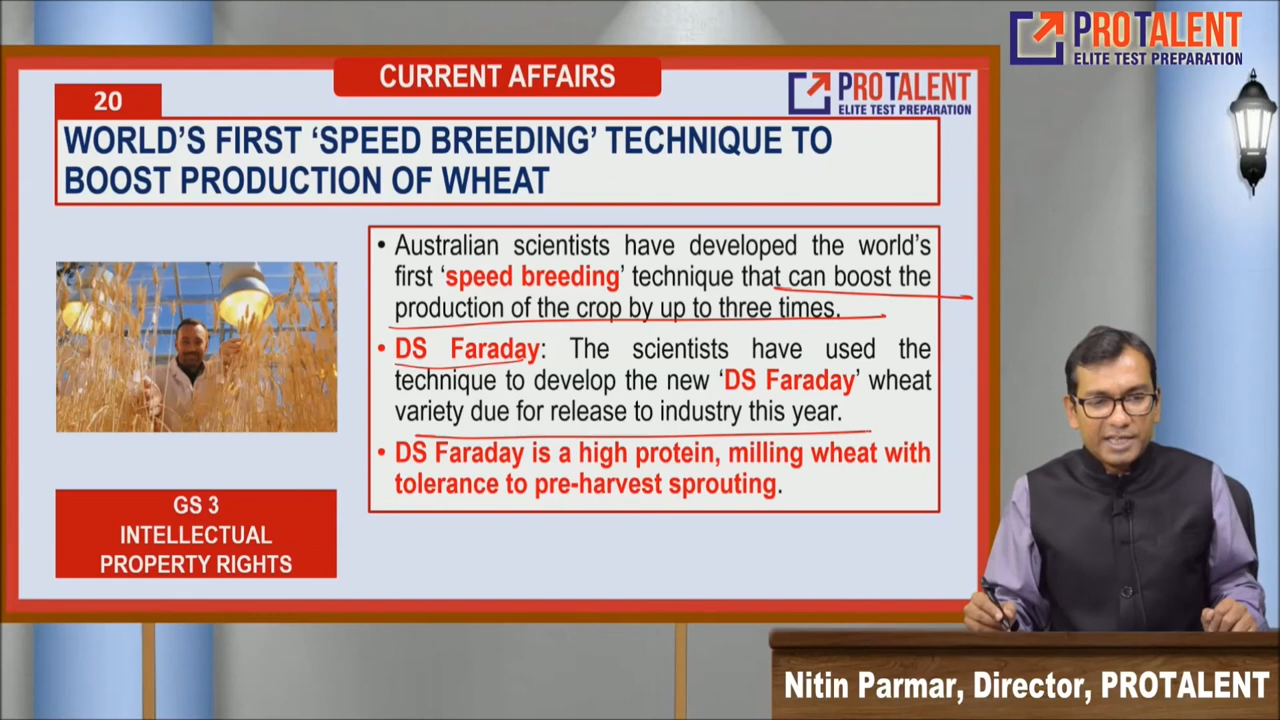 PROTALENT
ELITE TEST PREPARATION
CURRENT AFFAIRS
PROTALENT
ELITE TEST PREPARATION
20
WORLD'S FIRST ‘SPEED BREEDING’ TECHNIQUE TO
BOOST PRODUCTION OF WHEAT
• Australian scientists have developed the world's
first ‘speed breeding’ technique that can boost the
production of the crop by up to three times.
• DS Faraday: The scientists have used the
technique to develop the new ‘DS Faraday’ wheat
variety due for release to industry this year.
• DS Faraday is a high protein, milling wheat with
tolerance to pre-harvest sprouting.
GS 3
INTELLECTUAL
PROPERTY RIGHTS
Nitin Parmar, Director, PROTALENT